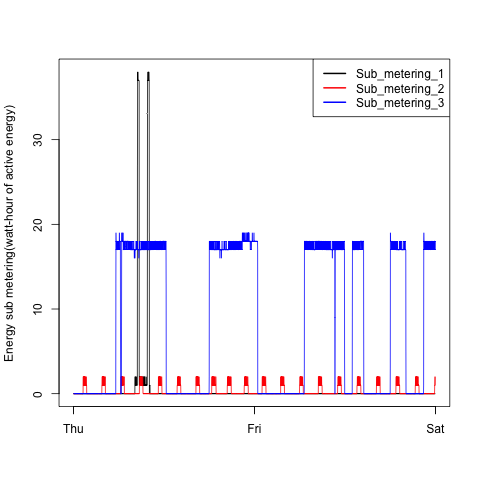 Sub_metering_1
Sub_metering_2
Sub_metering_3
Energy sub metering(watt-hour of active energy)
30
20
10
0
Thu
Fri
Sat